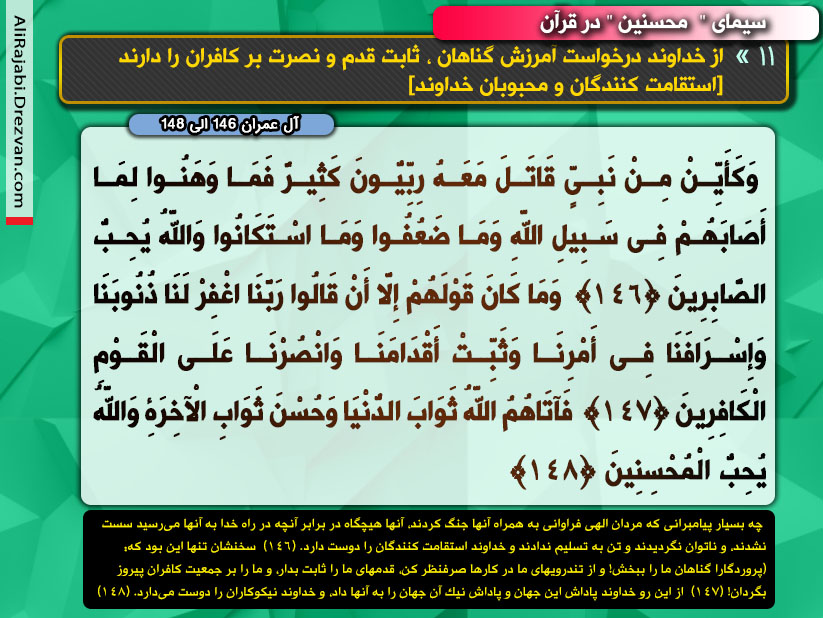 سیمای " محسنین " در قرآن
۱۱ » از خداوند درخواست آمرزش گناهان ، ثابت قدم و نصرت بر کافران را دارند
[استقامت کنندگان و محبوبان خداوند]
آل عمران 146 الی 148
وَكَأَيِّنْ مِنْ نَبِيٍّ قَاتَلَ مَعَهُ رِبِّيُّونَ كَثِيرٌ فَمَا وَهَنُوا لِمَا
أَصَابَهُمْ فِی سَبِيلِ اللَّهِ وَمَا ضَعُفُوا وَمَا اسْتَكَانُوا وَاللَّهُ يُحِبُّ
الصَّابِرِينَ ﴿١٤٦﴾ وَمَا كَانَ قَوْلَهُمْ إِلَّا أَنْ قَالُوا رَبَّنَا اغْفِرْ لَنَا ذُنُوبَنَا
وَإِسْرَافَنَا فِی أَمْرِنَا وَثَبِّتْ أَقْدَامَنَا وَانْصُرْنَا عَلَى الْقَوْمِ
الْكَافِرِينَ ﴿١٤٧﴾ فَآتَاهُمُ اللَّهُ ثَوَابَ الدُّنْيَا وَحُسْنَ ثَوَابِ الْآخِرَةِ وَاللَّهُ
يُحِبُّ الْمُحْسِنِينَ ﴿١٤٨﴾
چه بسیار پیامبرانی که مردان الهی فراوانی به همراه آنها جنگ کردند، آنها هیچگاه در برابر آنچه در راه خدا به آنها می‌رسید سست
نشدند، و ناتوان نگردیدند و تن به تسلیم ندادند و خداوند استقامت کنندگان را دوست دارد. (۱۴۶) سخنشان تنها این بود که:
(پروردگارا گناهان ما را ببخش! و از تندرویهای ما در کارها صرفنظر کن، قدمهای ما را ثابت بدار، و ما را بر جمعیت کافران پیروز
بگردان! (۱۴۷) از این رو خداوند پاداش این جهان و پاداش نیك آن جهان را به آنها داد، و خداوند نیکوکاران را دوست می‌دارد. (۱۴۸)
AliRajabi.Drezvan.com